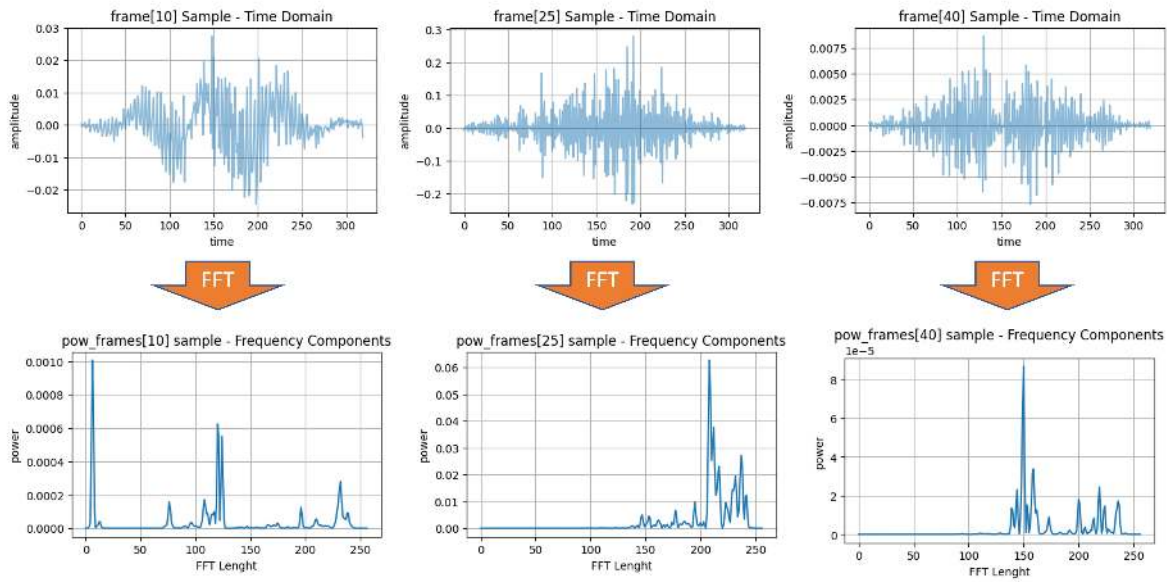 frame[10] Sample - Time Domain
0.03
0.02
0.01
0.00
−0.01
−0.02
amplitude
0 50 100 150 200 250 300
time
frame[25] Sample - Time Domain
0.3
0.2
0.1
0.0
−0.1
−0.2
amplitude
0 50 100 150 200 250 300
time
frame[40] Sample - Time Domain
0.0075
0.0050
0.0025
0.0000
−0.0025
−0.0050
−0.0075
amplitude
0 50 100 150 200 250 300
time
FFT
FFT
FFT
pow_frames[10] sample - Frequency Components
0.0010
0.0008
0.0006
0.0004
0.0002
0.0000
power
0 50 100 150 200 250
FFT Lenght
pow_frames[25] sample - Frequency Components
0.06
0.05
0.04
0.03
0.02
0.01
0.00
power
0 50 100 150 200 250
FFT Lenght
pow_frames[40] sample - Frequency Components
1e−5
8
6
4
2
0
power
0 50 100 150 200 250
FFT Lenght